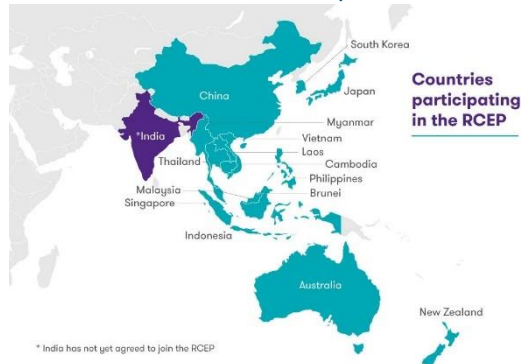 South Korea
Countries
participating
in the RCEP
China
Japan
Myanmar
*India
Vietnam
Laos
Thailand
Cambodia
Philippines
Malaysia
Brunei
Singapore
Indonesia
Australia
New Zealand
* India has not yet agreed to join the RCEP